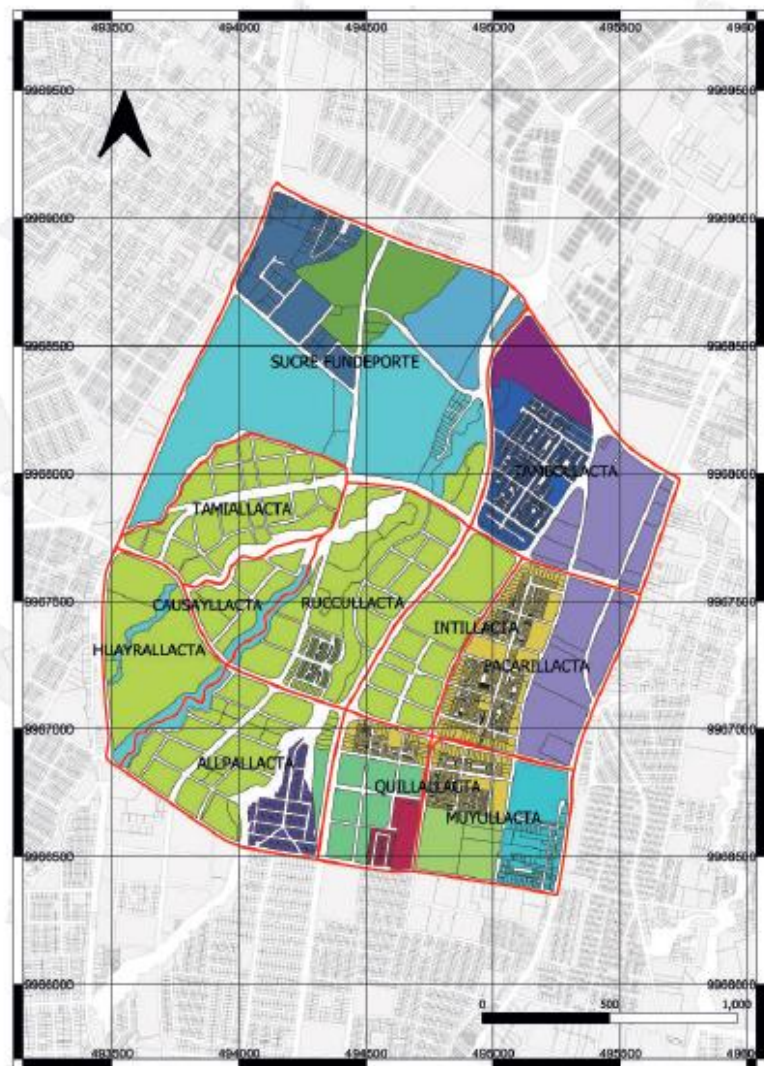 493500 494000 494500 495000 495500
9969500
9969000
9968500
SUCRE FUNDEPORTE
TAMBOLLACTA
9968000
TAMIALLACTA
9967500
CAUSAYLLACTA
RUCCULLACTA
INTILLACTA
HUAYRALLACTA
PACARILLACTA
9967000
ALLPALLACTA
QUILLALLACTA
MUYULLACTA
9966500
9966000
0 500 1,000
493500 494000 494500 495000 495500